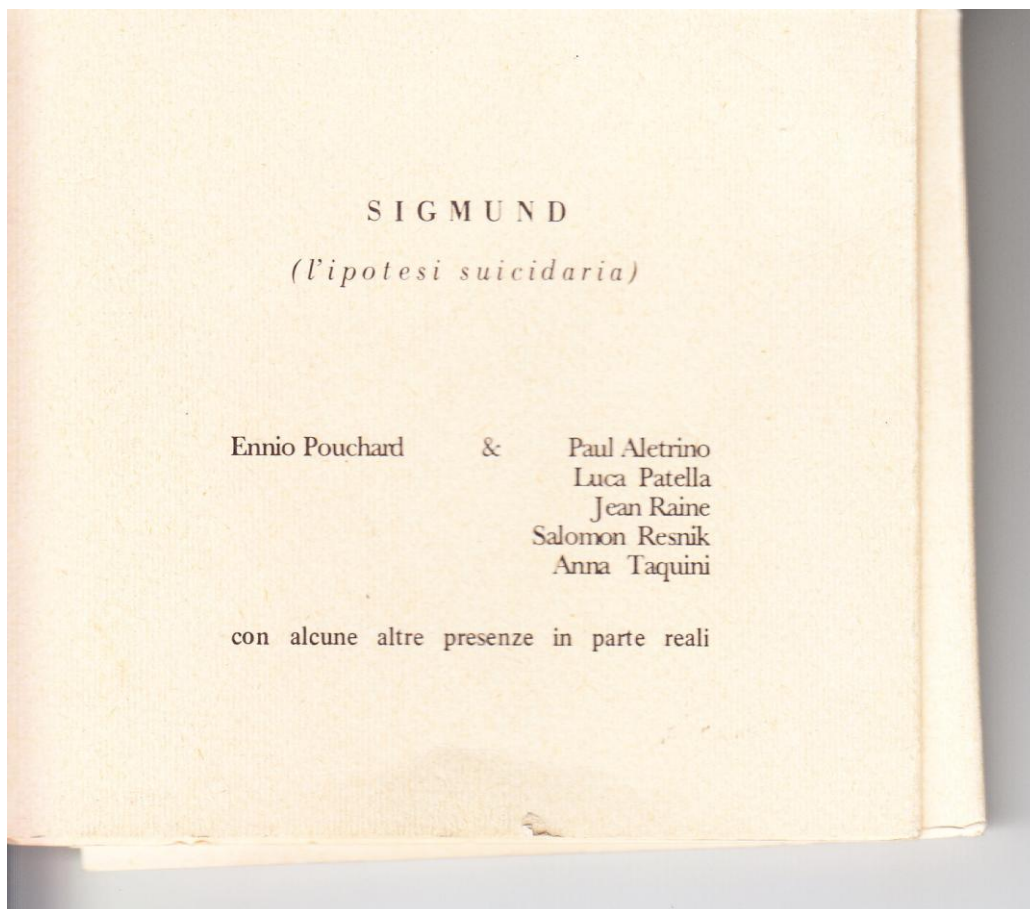 SIGMUND
(l'ipotesi suicidaria)
Ennio Pouchard & Paul Aletrino
Luca Patella
Jean Raine
Salomon Resnik
Anna Taquini
con alcune altre presenze in parte reali